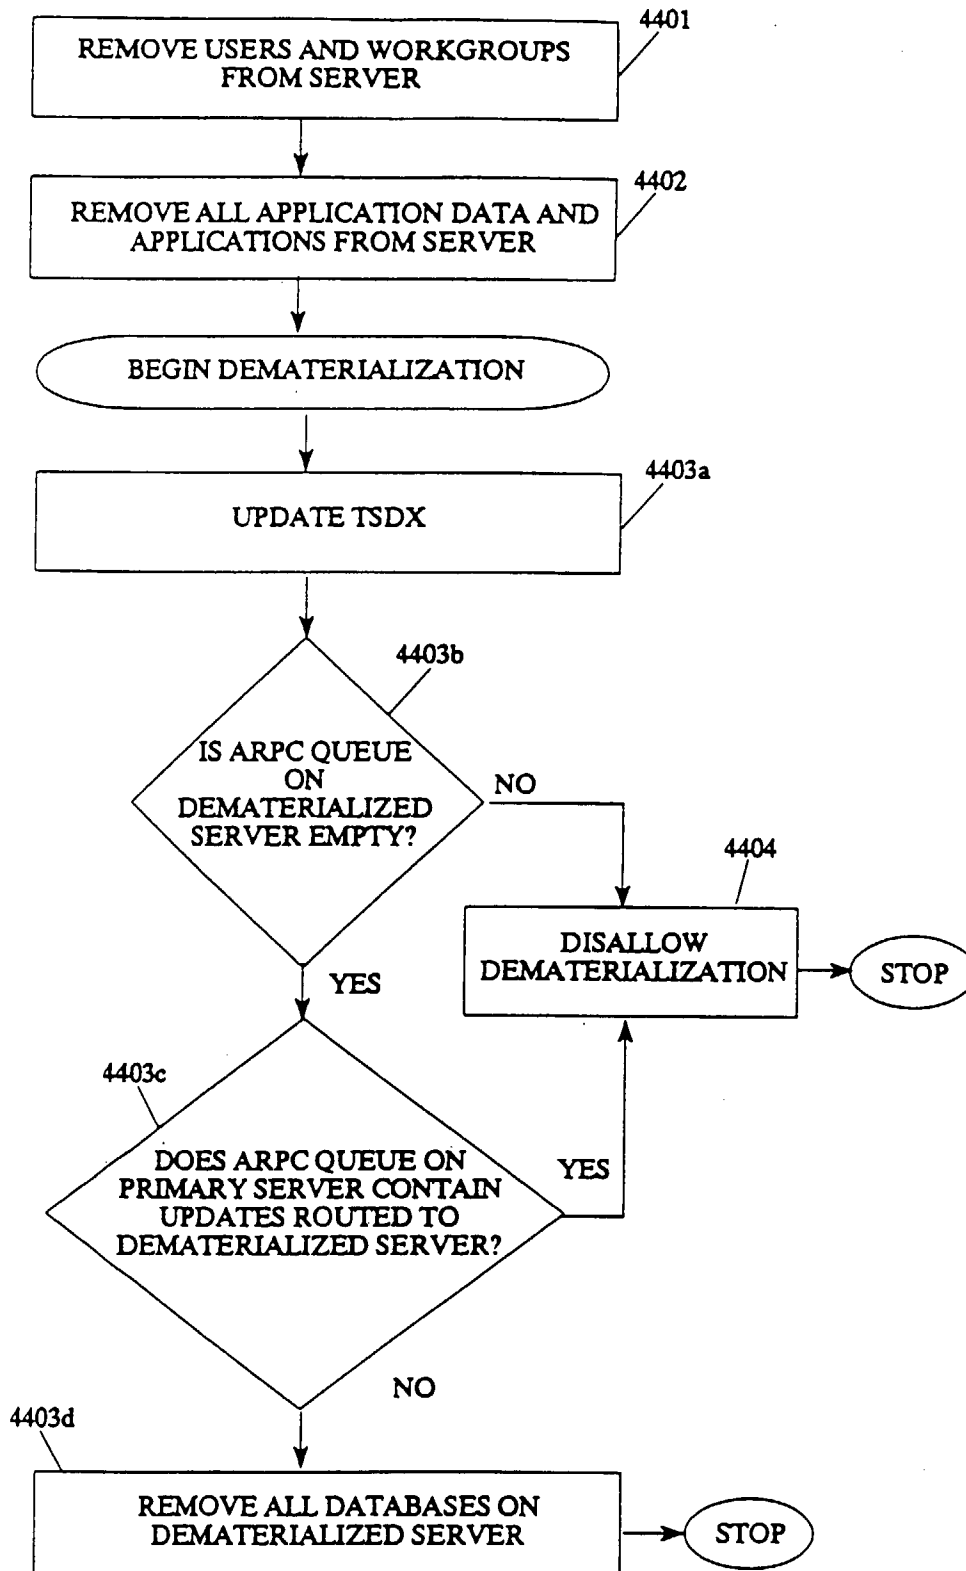 4401
REMOVE USERS AND WORKGROUPS
FROM SERVER
4402
REMOVE ALL APPLICATION DATA AND
APPLICATIONS FROM SERVER
BEGIN DEMATERIALIZATION
4403a
UPDATE TSDX
4403b
IS ARPC QUEUE
ON
DEMATERIALIZED
SERVER EMPTY?
NO
4404
DISALLOW
DEMATERIALIZATION
STOP
YES
4403c
DOES ARPC QUEUE ON
PRIMARY SERVER CONTAIN
UPDATES ROUTED TO
DEMATERIALIZED SERVER?
YES
NO
4403d
REMOVE ALL DATABASES ON
DEMATERIALIZED SERVER
STOP